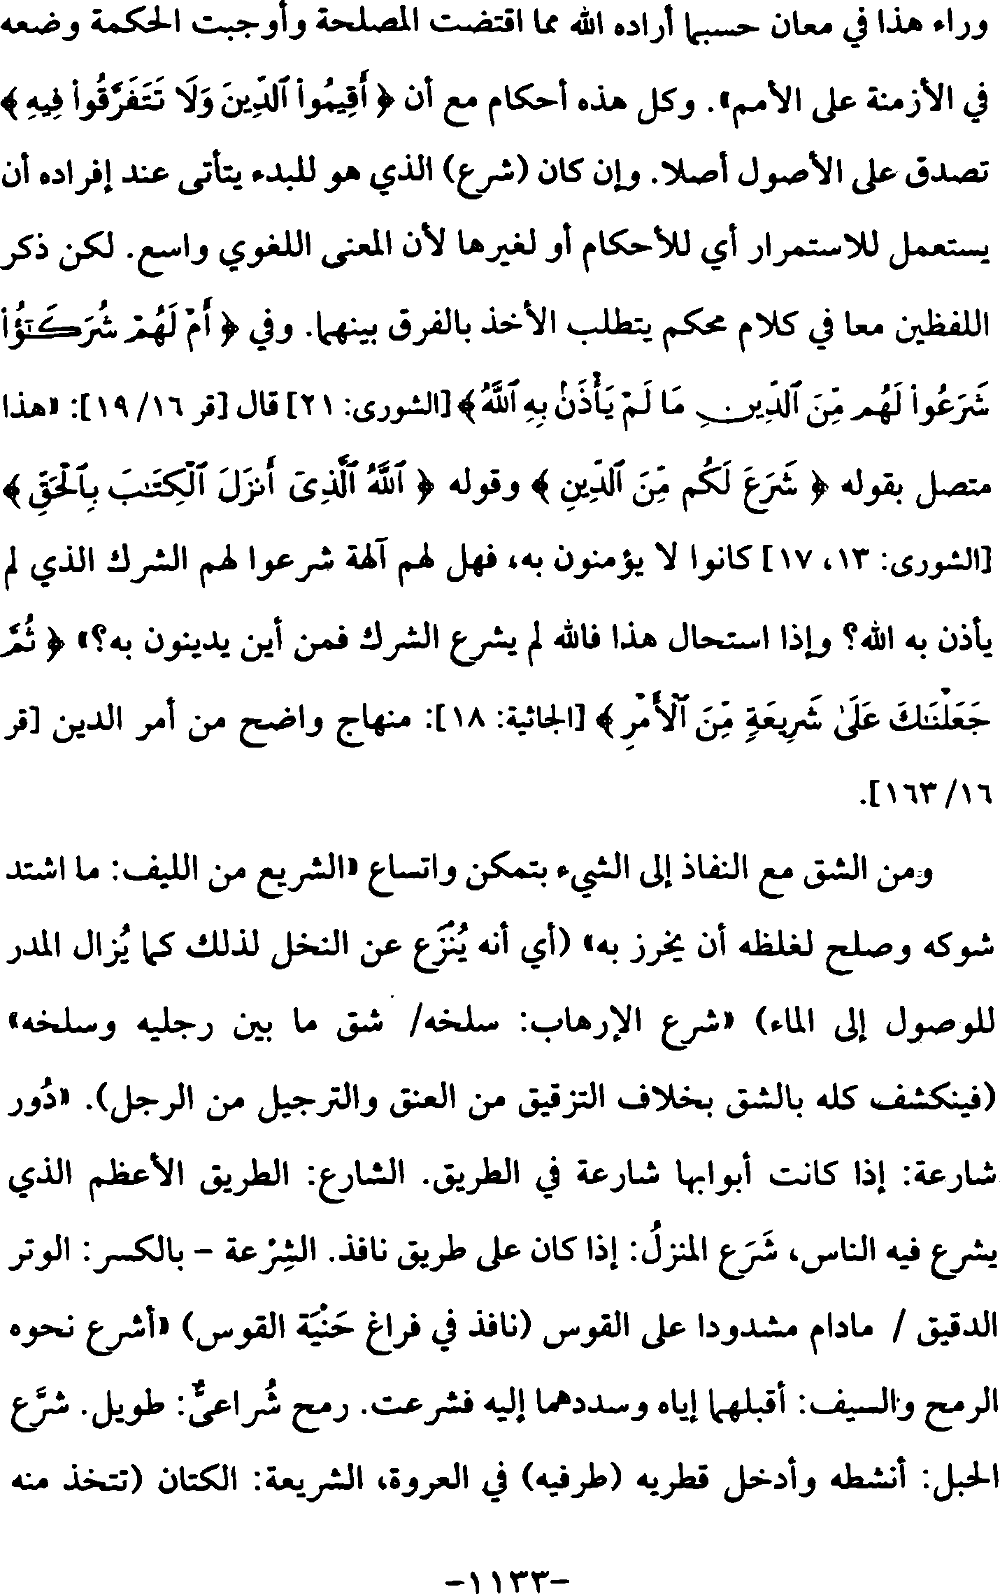 وراء هذا في معان حسبما أراده الله مما اقتضت المصلحة وأوجبت الحكمة وضعه
في الأزمنة على الأمم». وكل هذه أحكام مع أن ﴿ أَقِيمُواْ ٱلدِّينَ وَلَا تَتَفَرَّقُواْ فِيهِ ﴾
تصدق على الأصول أصلا. وإن كان (شرع) الذي هو للبدء يتأتى عند إفراده أن
يستعمل للاستمرار أي للأحكام أو لغيرها لأن المعنى اللغوي واسع. لكن ذكر
اللفظين معا في كلام محكم يتطلب الأخذ بالفرق بينهما. وفي ﴿ أَمْ لَهُمْ شُرَكَـٰٓؤُاْ
شَرَعُواْ لَهُم مِّنَ ٱلدِّينِ مَا لَمْ يَأْذَنۢ بِهِ ٱللَّهُ ﴾ [الشورى: ٢١] قال [قر ١٦/ ١٩]: «هذا
متصل بقوله ﴿ شَرَعَ لَكُم مِّنَ ٱلدِّينِ ﴾ وقوله ﴿ ٱللَّهُ ٱلَّذِىٓ أَنزَلَ ٱلْكِتَـٰبَ بِٱلْحَقِّ ﴾
[الشورى: ١٣، ١٧] كانوا لا يؤمنون به، فهل لهم آلهة شرعوا لهم الشرك الذي لم
يأذن به الله؟ وإذا استحال هذا فالله لم يشرع الشرك فمن أين يدينون به؟» ﴿ ثُمَّ
جَعَلْنَـٰكَ عَلَىٰ شَرِيعَةٍ مِّنَ ٱلْأَمْرِ ﴾ [الجاثية: ١٨]: منهاج واضح من أمر الدين [قر
١٦/ ١٦٣].
ومن الشق مع النفاذ إلى الشيء بتمكن واتساع «الشريع من الليف: ما اشتد
شوكه وصلح لغلظه أن يخرز به» (أي أنه يُنْزَع عن النخل لذلك كما يُزال المدر
للوصول إلى الماء) «شرع الإرهاب: سلخه/ شق ما بين رجليه وسلخه»
(فينكشف كله بالشق بخلاف التزقيق من العنق والترجيل من الرجل). «دُور
شارعة: إذا كانت أبوابها شارعة في الطريق. الشارع: الطريق الأعظم الذي
يشرع فيه الناس، شَرَع المنزلُ: إذا كان على طريق نافذ. الشِرْعة - بالكسر: الوتر
الدقيق / مادام مشدودا على القوس (نافذ في فراغ حَنْيَة القوس) «أشرع نحوه
الرمح والسيف: أقبلهما إياه وسددهما إليه فشرعت. رمح شُراعىٌّ: طويل. شرَّع
الحبل: أنشطه وأدخل قطريه (طرفيه) في العروة، الشريعة: الكتان (تتخذ منه
-١١٣٣-